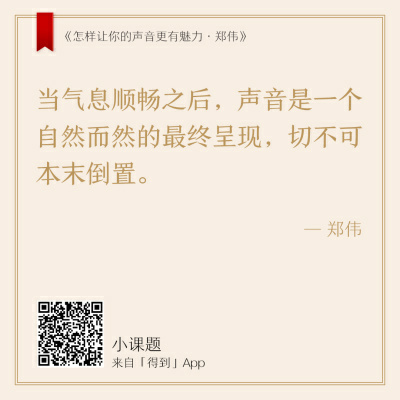 《怎样让你的声音更有魅力·郑伟》
当气息顺畅之后，声音是一个
自然而然的最终呈现，切不可
本末倒置。
— 郑伟
小课题
来自「得到」App